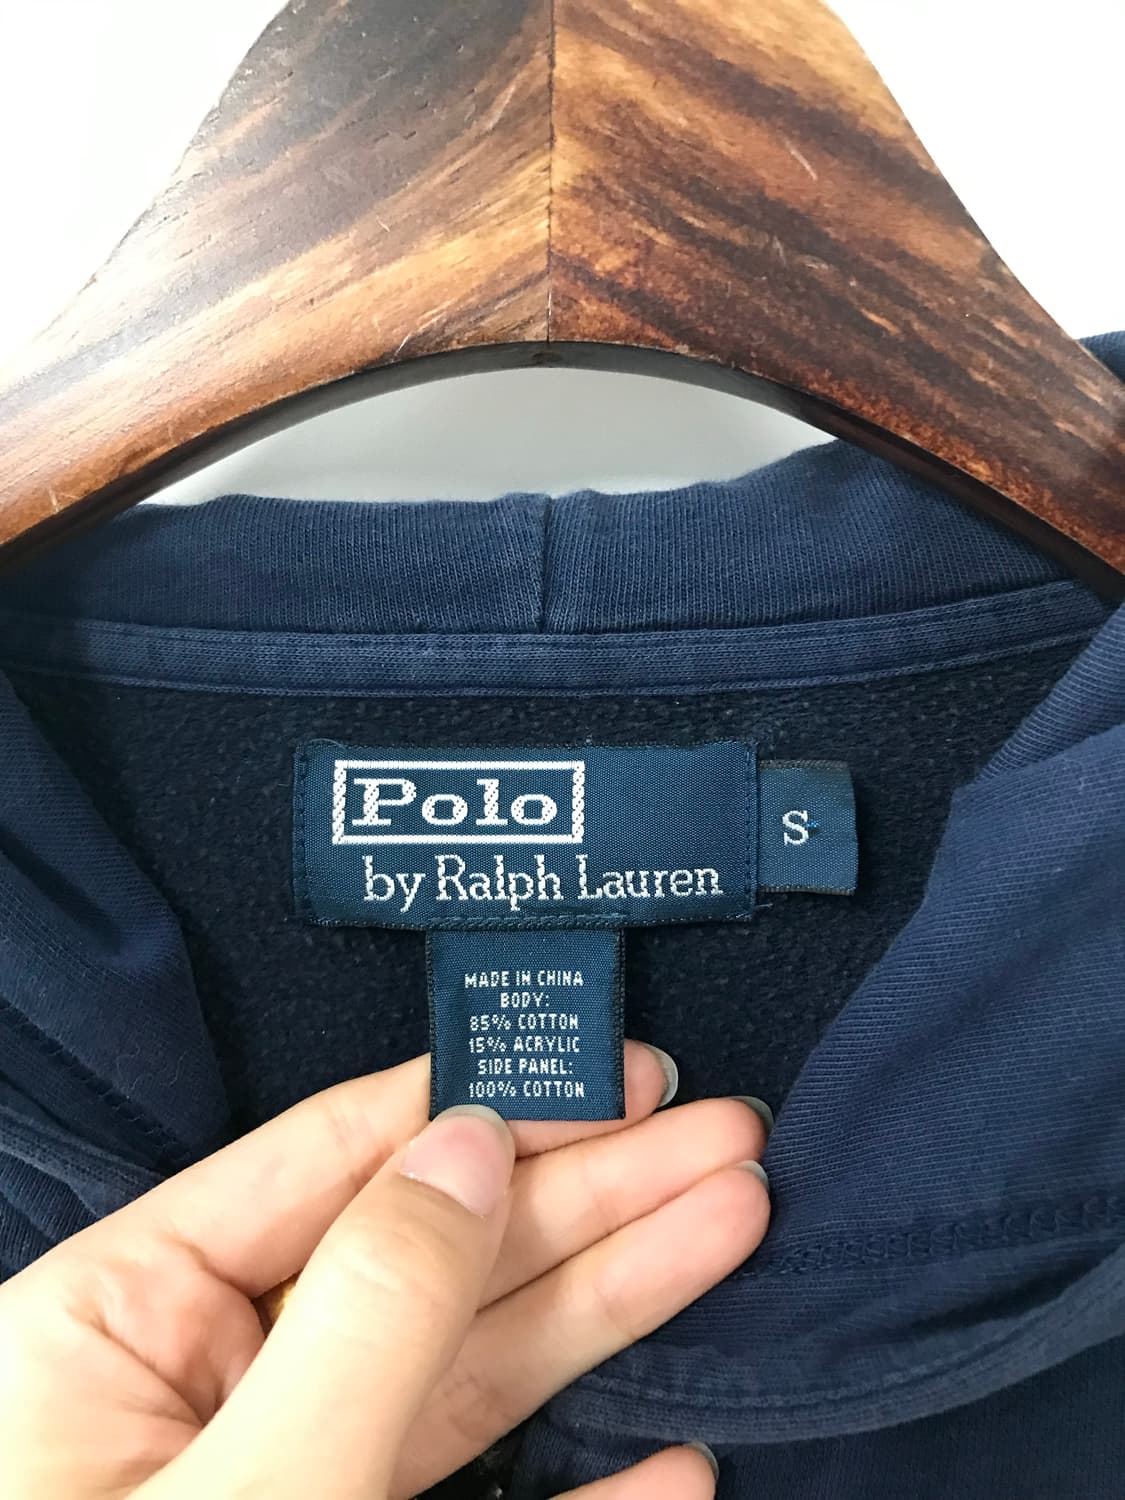 Polo
by Ralph Lauren
S
MADE IN CHINA
BODY:
85% COTTON
15% ACRYLIC
SIDE PANEL:
100% COTTON